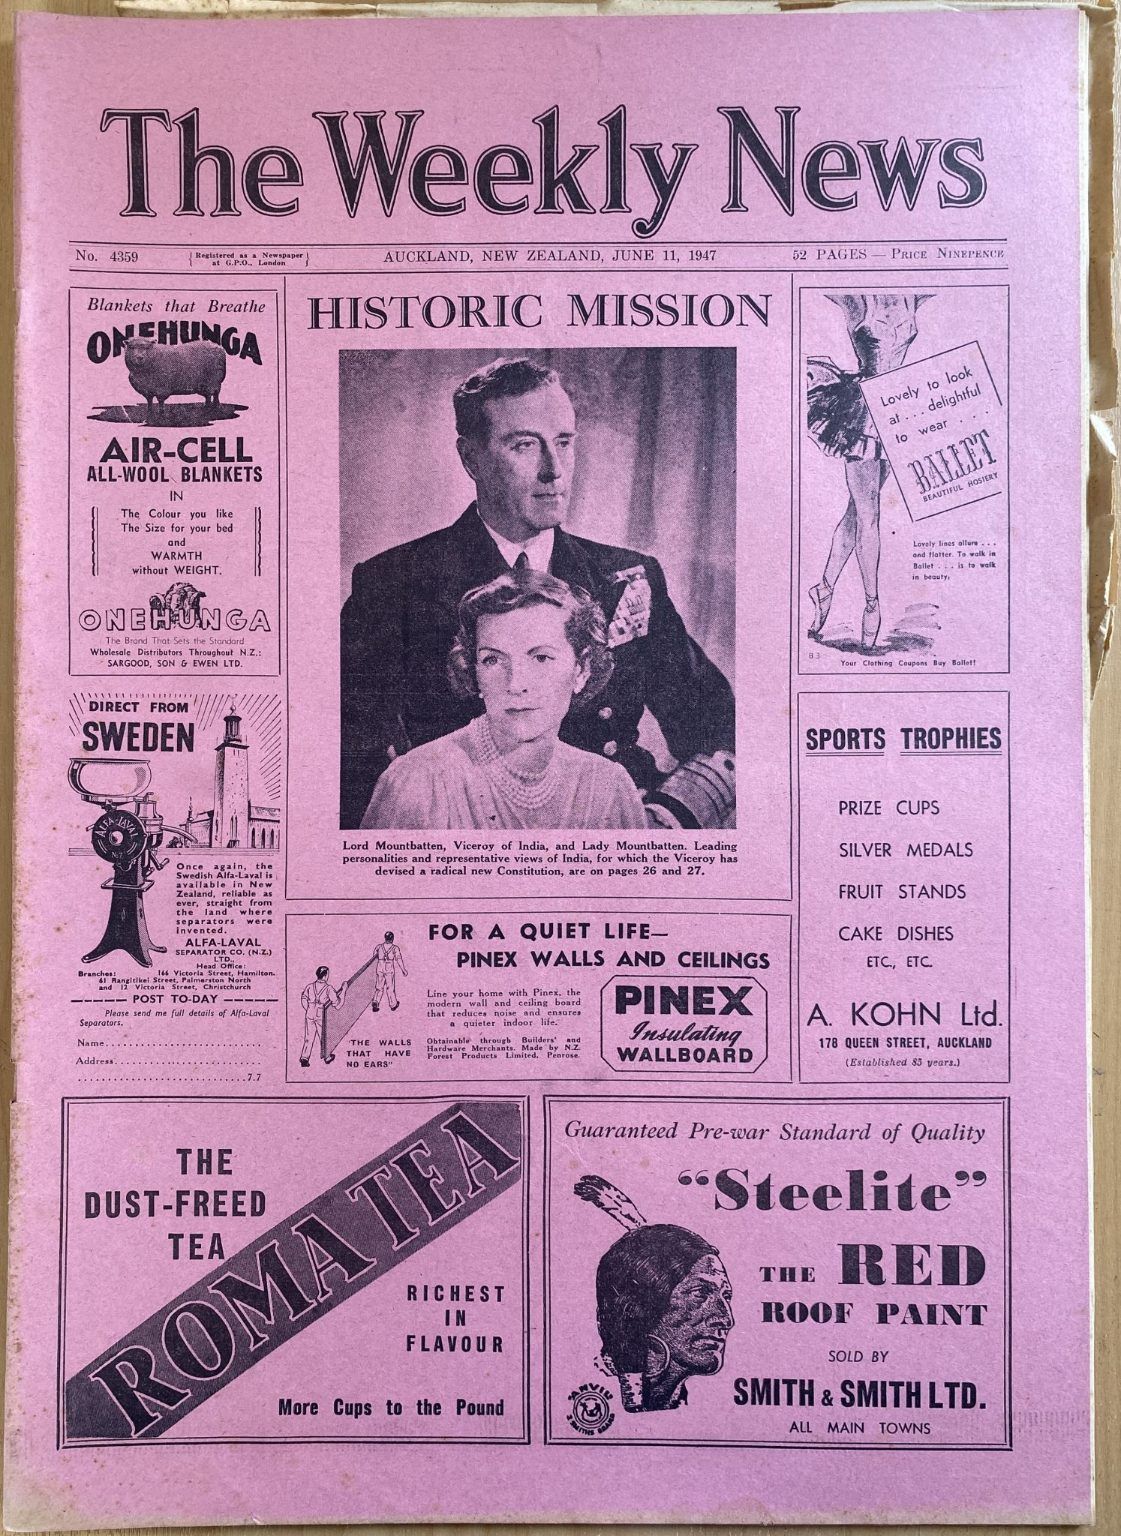 The Weekly News
No. 4359
Registered as a Newspaper
at G.P.O., London
AUCKLAND, NEW ZEALAND, JUNE 11, 1947
52 PAGES — PRICE NINEPENCE
Blankets that Breathe
ONEHUNGA
AIR-CELL
ALL-WOOL BLANKETS
IN
The Colour you like
The Size for your bed
and
WARMTH
without WEIGHT.
ONEHUNGA
The Brand That Sets the Standard
Wholesale Distributors Throughout N.Z.:
SARGOOD, SON & EWEN LTD.
DIRECT FROM
SWEDEN
ALFA-LAVAL
Once again, the
Swedish Alfa-Laval is
available in New
Zealand, reliable as
ever, straight from
the land where
separators were
invented.
ALFA-LAVAL
SEPARATOR CO. (N.Z.)
LTD.,
Head Office:
Branches: 166 Victoria Street, Hamilton.
61 Rangitikei Street, Palmerston North
and 12 Victoria Street, Christchurch
POST TO-DAY
Please send me full details of Alfa-Laval
Separators.
Name
Address
7.7
HISTORIC MISSION
Lord Mountbatten, Viceroy of India, and Lady Mountbatten. Leading
personalities and representative views of India, for which the Viceroy has
devised a radical new Constitution, are on pages 26 and 27.
FOR A QUIET LIFE—
PINEX WALLS AND CEILINGS
Line your home with Pinex, the
modern wall and ceiling board
that reduces noise and ensures
a quieter indoor life.
"THE WALLS
THAT HAVE
NO EARS"
Obtainable through Builders' and
Hardware Merchants. Made by N.Z.
Forest Products Limited, Penrose.
PINEX
Insulating
WALLBOARD
Lovely to look
at . . . delightful
to wear . . .
BALLET
BEAUTIFUL HOSIERY
Lovely lines allure . . .
and flatter. To walk in
Ballet . . . is to walk
in beauty.
B3
Your Clothing Coupons Buy Ballet!
SPORTS TROPHIES
PRIZE CUPS
SILVER MEDALS
FRUIT STANDS
CAKE DISHES
ETC., ETC.
A. KOHN Ltd.
178 QUEEN STREET, AUCKLAND
(Established 85 years.)
THE
DUST-FREED
TEA
ROMA TEA
RICHEST
IN
FLAVOUR
More Cups to the Pound
Guaranteed Pre-war Standard of Quality
"Steelite"
THE RED
ROOF PAINT
SOLD BY
SMITH & SMITH LTD.
ALL MAIN TOWNS
ANVIL
2 SMITHS BRAND